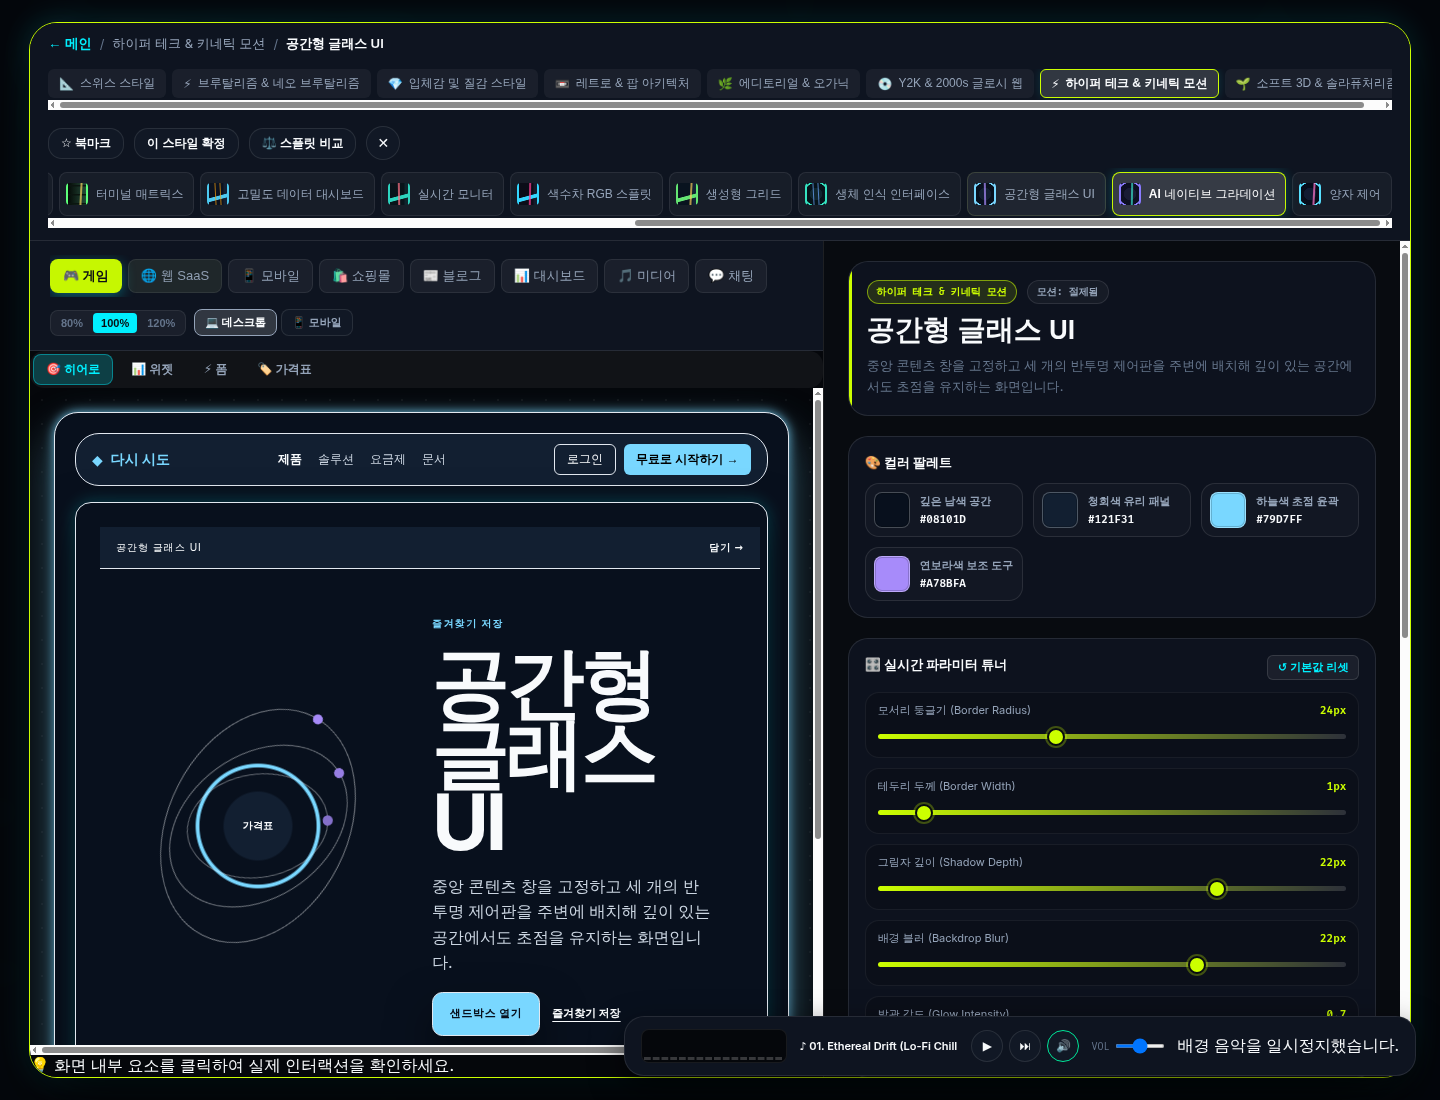 ← 메인 / 하이퍼 테크 & 키네틱 모션 / 공간형 글래스 UI
📐 스위스 스타일 ⚡ 브루탈리즘 & 네오 브루탈리즘 💎 입체감 및 질감 스타일 📼 레트로 & 팝 아키텍처 🌿 에디토리얼 & 오가닉 💿 Y2K & 2000s 글로시 웹 ⚡ 하이퍼 테크 & 키네틱 모션 🌱 소프트 3D & 솔라퓨처리즘
☆ 북마크 이 스타일 확정 ⚖️ 스플릿 비교 ✕
터미널 매트릭스 고밀도 데이터 대시보드 실시간 모니터 색수차 RGB 스플릿 생성형 그리드 생체 인식 인터페이스 공간형 글래스 UI AI 네이티브 그라데이션 양자 제어
🎮 게임 🌐 웹 SaaS 📱 모바일 🛍️ 쇼핑몰 📰 블로그 📊 대시보드 🎵 미디어 💬 채팅
80% 100% 120% 💻 데스크톱 📱 모바일
🎯 히어로 📊 위젯 ⚡ 폼 🏷️ 가격표
◆ 다시 시도 제품 솔루션 요금제 문서 로그인 무료로 시작하기 →
공간형 글래스 UI 담기 →
즐겨찾기 저장
공간형
글래스
UI
가격표
중앙 콘텐츠 창을 고정하고 세 개의 반
투명 제어판을 주변에 배치해 깊이 있는
공간에서도 초점을 유지하는 화면입니
다.
샌드박스 열기 즐겨찾기 저장
💡 화면 내부 요소를 클릭하여 실제 인터랙션을 확인하세요.
하이퍼 테크 & 키네틱 모션 모션: 절제됨
공간형 글래스 UI
중앙 콘텐츠 창을 고정하고 세 개의 반투명 제어판을 주변에 배치해 깊이 있는 공간에
서도 초점을 유지하는 화면입니다.
🎨 컬러 팔레트
깊은 남색 공간
#08101D
청회색 유리 패널
#121F31
하늘색 초점 윤곽
#79D7FF
연보라색 보조 도구
#A78BFA
🎛️ 실시간 파라미터 튜너 ↺ 기본값 리셋
모서리 둥글기 (Border Radius) 24px
테두리 두께 (Border Width) 1px
그림자 깊이 (Shadow Depth) 22px
배경 블러 (Backdrop Blur) 22px
발광 강도 (Glow Intensity) 0.7
♪ 01. Ethereal Drift (Lo-Fi Chill ▶ ⏭ 🔊 VOL 배경 음악을 일시정지했습니다.